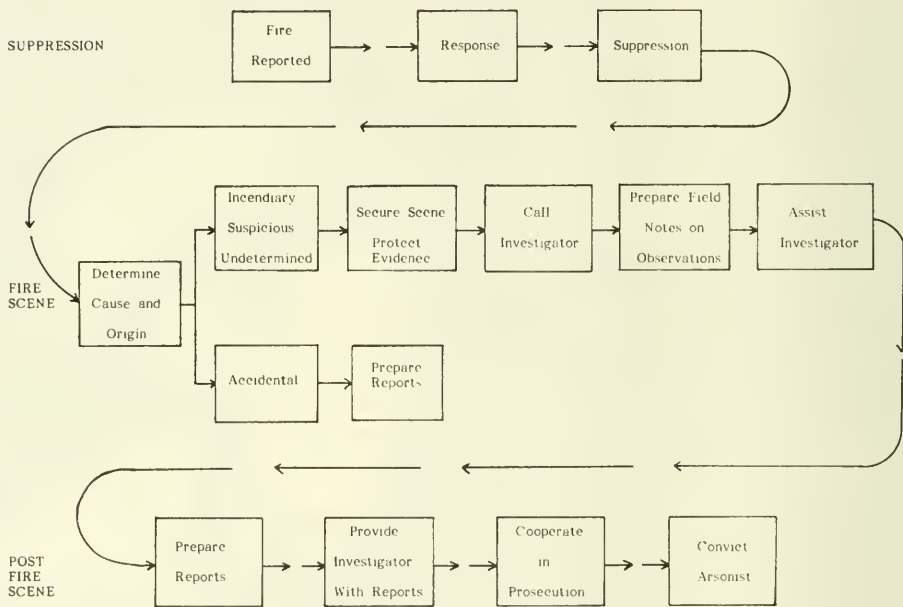 SUPPRESSION
Fire
Reported
Response
Suppression
FIRE
SCENE
Determine
Cause and
Origin
Incendiary
Suspicious
Undetermined
Secure Scene
Protect
Evidence
Call
Investigator
Prepare Field
Notes on
Observations
Assist
Investigator
Accidental
Prepare
Reports
POST
FIRE
SCENE
Prepare
Reports
Provide
Investigator
With Reports
Cooperate
in
Prosecution
Convict
Arsonist